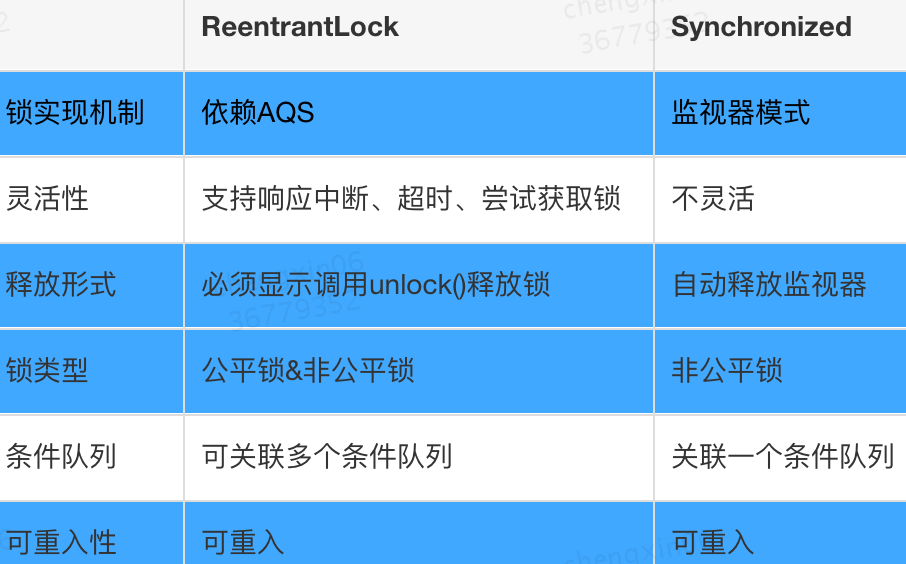 ReentrantLock Synchronized
锁实现机制 依赖AQS 监视器模式
灵活性 支持响应中断、超时、尝试获取锁 不灵活
释放形式 必须显示调用unlock()释放锁 自动释放监视器
锁类型 公平锁&非公平锁 非公平锁
条件队列 可关联多个条件队列 关联一个条件队列
可重入性 可重入 可重入